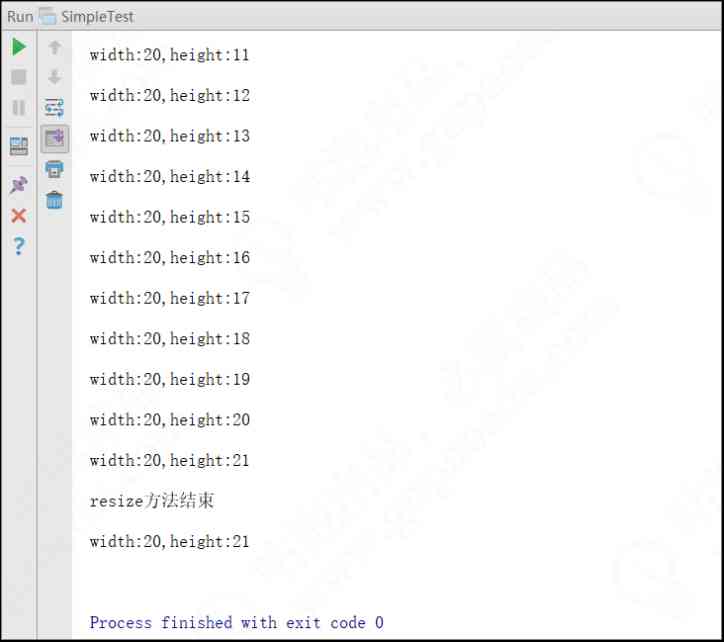 Run SimpleTest
width:20,height:11
width:20,height:12
width:20,height:13
width:20,height:14
width:20,height:15
width:20,height:16
width:20,height:17
width:20,height:18
width:20,height:19
width:20,height:20
width:20,height:21
resize方法结束
width:20,height:21
Process finished with exit code 0